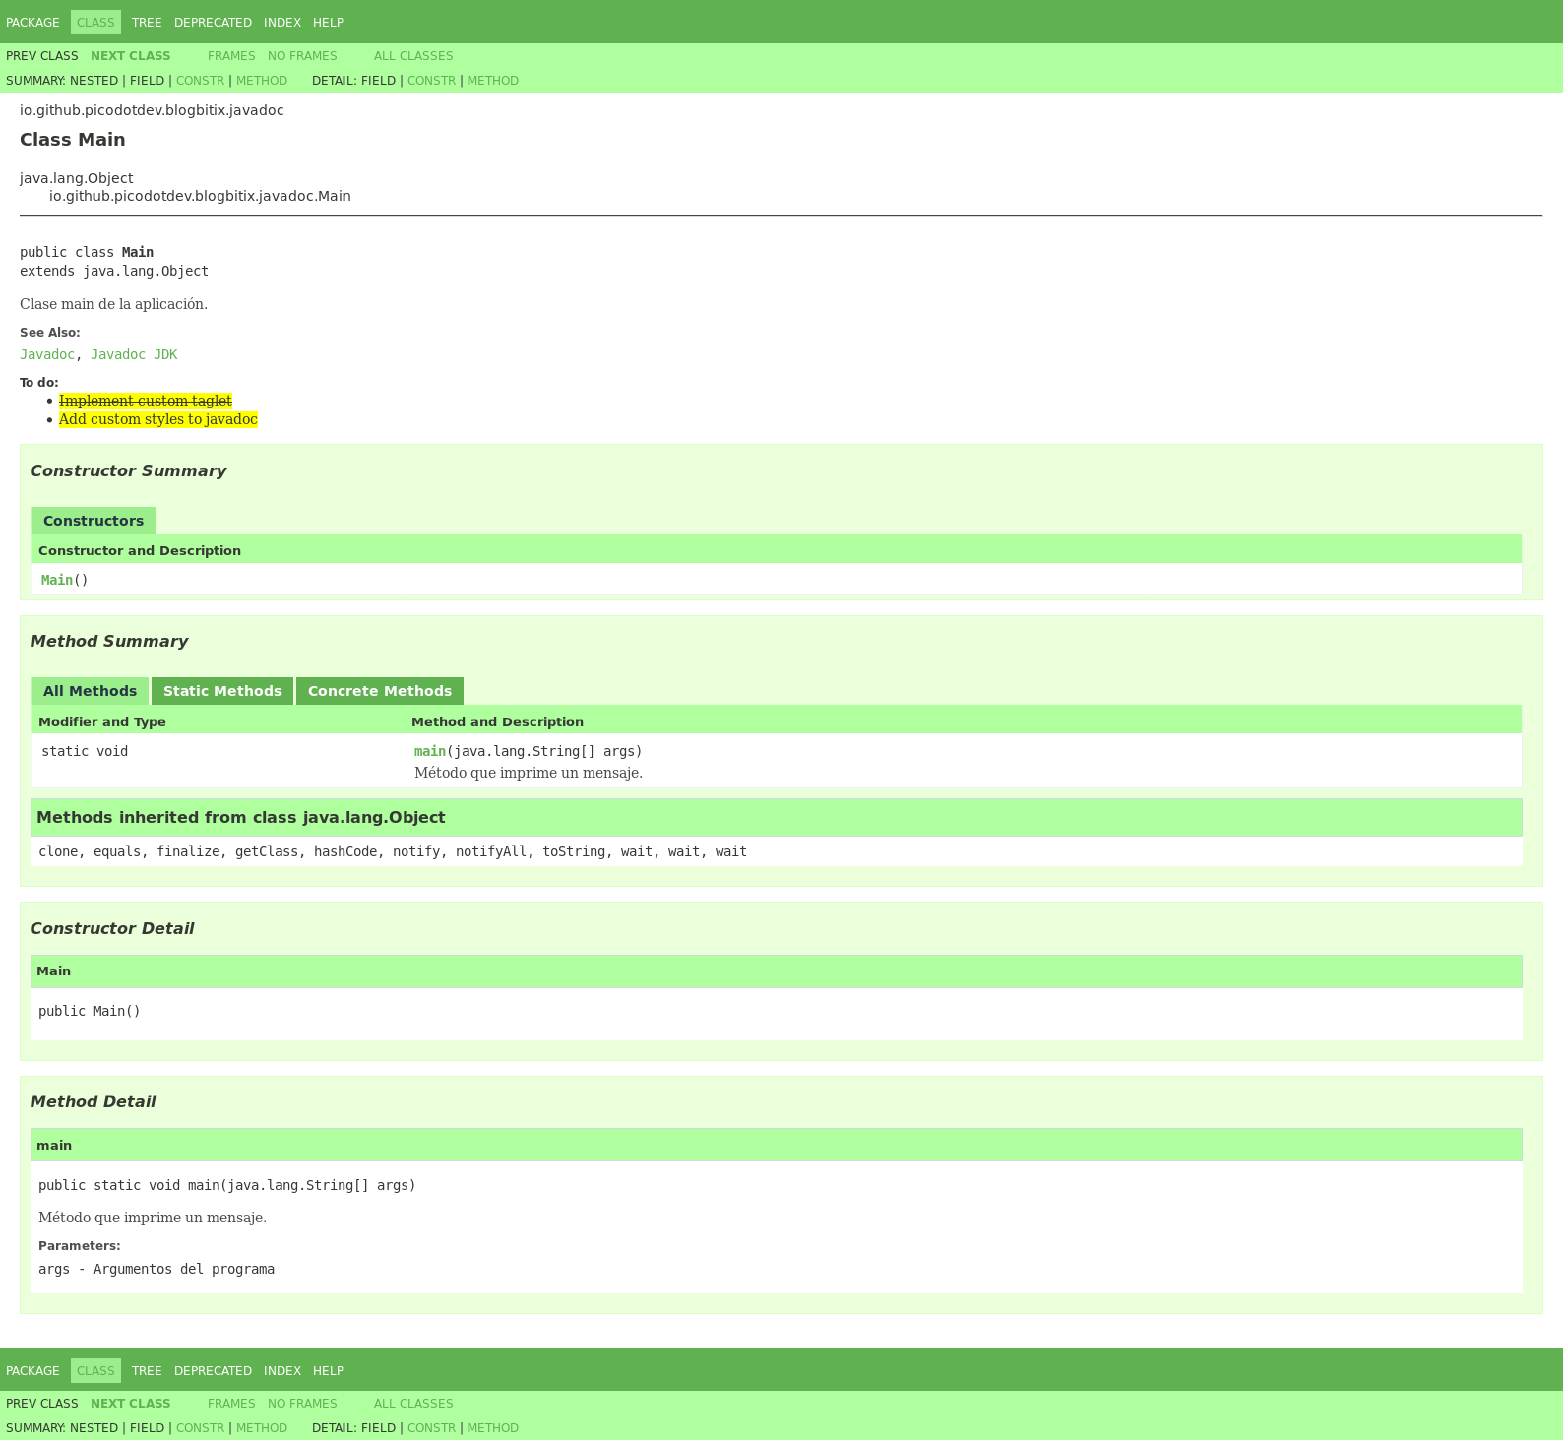 PACKAGE CLASS TREE DEPRECATED INDEX HELP
PREV CLASS NEXT CLASS FRAMES NO FRAMES ALL CLASSES
SUMMARY: NESTED | FIELD | CONSTR | METHOD DETAIL: FIELD | CONSTR | METHOD
io.github.picodotdev.blogbitix.javadoc
Class Main
java.lang.Object
io.github.picodotdev.blogbitix.javadoc.Main
public class Main
extends java.lang.Object
Clase main de la aplicación.
See Also:
Javadoc, Javadoc JDK
To do:
• Implement custom taglet
• Add custom styles to javadoc
Constructor Summary
Constructors
Constructor and Description
Main()
Method Summary
All Methods Static Methods Concrete Methods
Modifier and Type Method and Description
static void main(java.lang.String[] args)
Método que imprime un mensaje.
Methods inherited from class java.lang.Object
clone, equals, finalize, getClass, hashCode, notify, notifyAll, toString, wait, wait, wait
Constructor Detail
Main
public Main()
Method Detail
main
public static void main(java.lang.String[] args)
Método que imprime un mensaje.
Parameters:
args - Argumentos del programa
PACKAGE CLASS TREE DEPRECATED INDEX HELP
PREV CLASS NEXT CLASS FRAMES NO FRAMES ALL CLASSES
SUMMARY: NESTED | FIELD | CONSTR | METHOD DETAIL: FIELD | CONSTR | METHOD